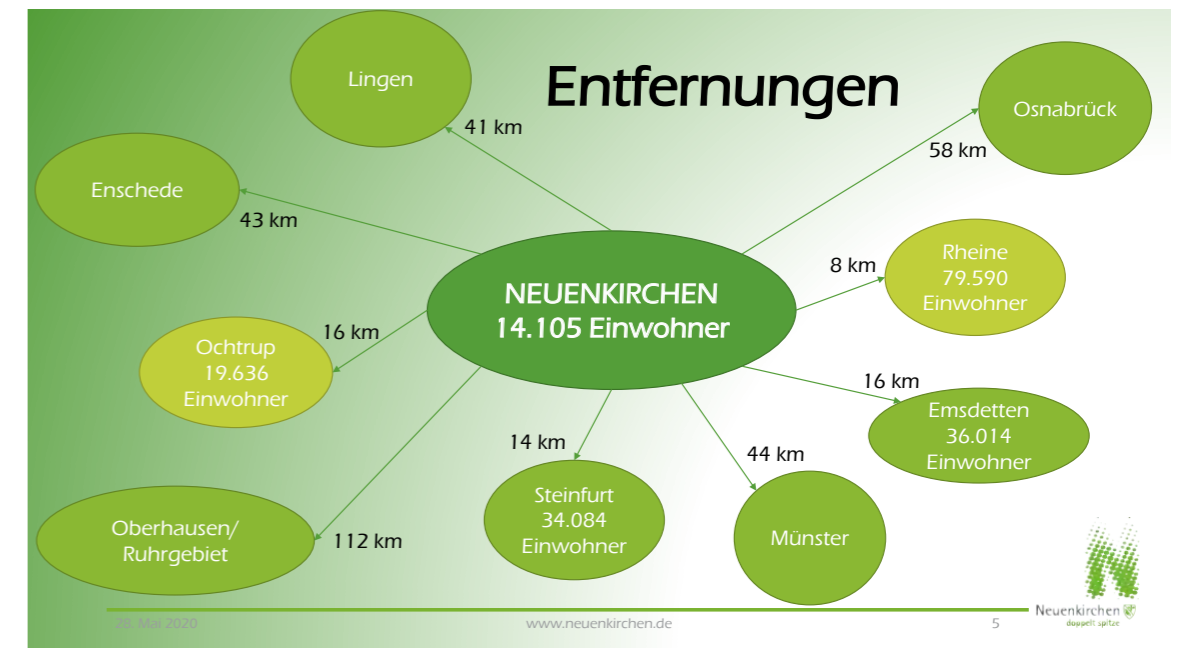 Entfernungen
Lingen
41 km
Osnabrück
58 km
Enschede
43 km
Rheine
79.590
Einwohner
8 km
NEUENKIRCHEN
14.105 Einwohner
16 km
Ochtrup
19.636
Einwohner
16 km
Emsdetten
36.014
Einwohner
14 km
44 km
Steinfurt
34.084
Einwohner
Münster
Oberhausen/
Ruhrgebiet
112 km
Neuenkirchen
doppelt spitze
28. Mai 2020
www.neuenkirchen.de
5